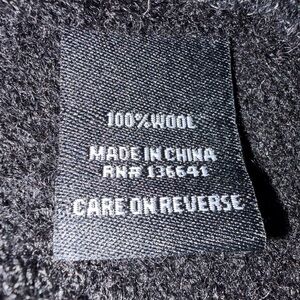 100%WOOL
MADE IN CHINA
RN# 136641
CARE ON REVERSE